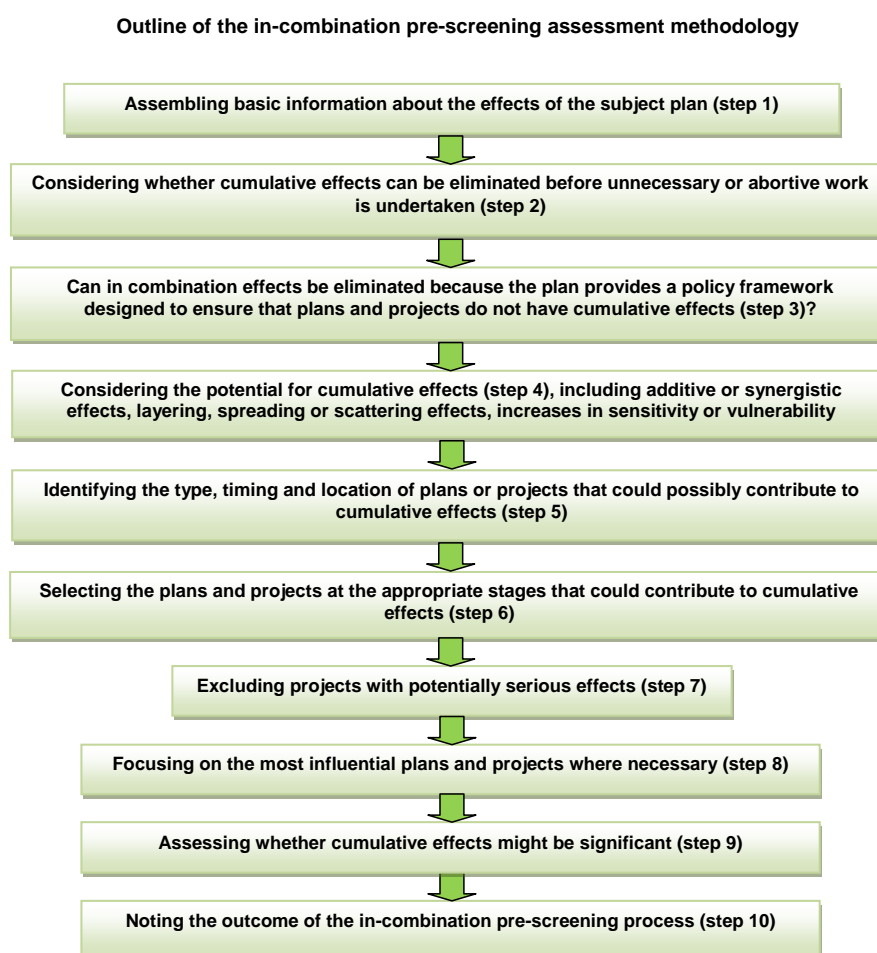 Outline of the in-combination pre-screening assessment methodology
Assembling basic information about the effects of the subject plan (step 1)
Considering whether cumulative effects can be eliminated before unnecessary or abortive work
is undertaken (step 2)
Can in combination effects be eliminated because the plan provides a policy framework
designed to ensure that plans and projects do not have cumulative effects (step 3)?
Considering the potential for cumulative effects (step 4), including additive or synergistic
effects, layering, spreading or scattering effects, increases in sensitivity or vulnerability
Identifying the type, timing and location of plans or projects that could possibly contribute to
cumulative effects (step 5)
Selecting the plans and projects at the appropriate stages that could contribute to cumulative
effects (step 6)
Excluding projects with potentially serious effects (step 7)
Focusing on the most influential plans and projects where necessary (step 8)
Assessing whether cumulative effects might be significant (step 9)
Noting the outcome of the in-combination pre-screening process (step 10)